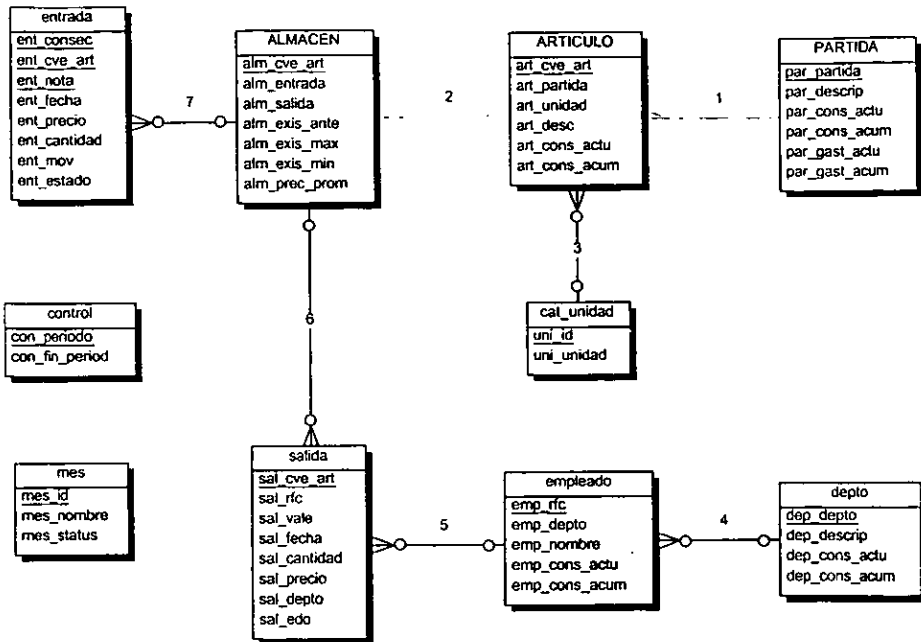 entrada
ent_consec
ent_cve_art
ent_nota
ent_fecha
ent_precio
ent_cantidad
ent_mov
ent_estado
7
ALMACEN
alm_cve_art
alm_entrada
alm_salida
alm_exis_ante
alm_exis_max
alm_exis_min
alm_prec_prom
2
ARTICULO
art_cve_art
art_partida
art_unidad
art_desc
art_cons_actu
art_cons_acum
1
PARTIDA
par_partida
par_descrip
par_cons_actu
par_cons_acum
par_gast_actu
par_gast_acum
3
cat_unidad
uni_id
uni_unidad
control
con_periodo
con_fin_period
6
mes
mes_id
mes_nombre
mes_status
salida
sal_cve_art
sal_rfc
sal_vale
sal_fecha
sal_cantidad
sal_precio
sal_depto
sal_edo
5
empleado
emp_rfc
emp_depto
emp_nombre
emp_cons_actu
emp_cons_acum
4
depto
dep_depto
dep_descrip
dep_cons_actu
dep_cons_acum